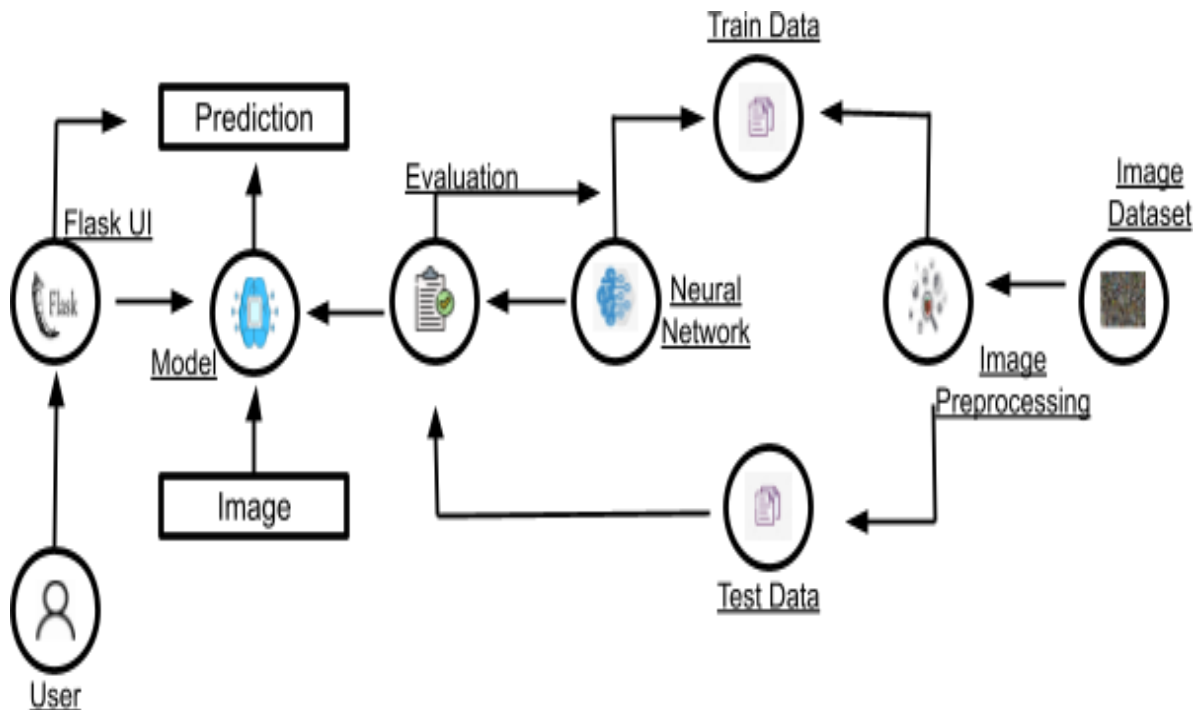 Train Data
Prediction
Evaluation
Image
Dataset
Flask UI
Flask
Neural
Network
Model
Image
Preprocessing
Image
Test Data
User